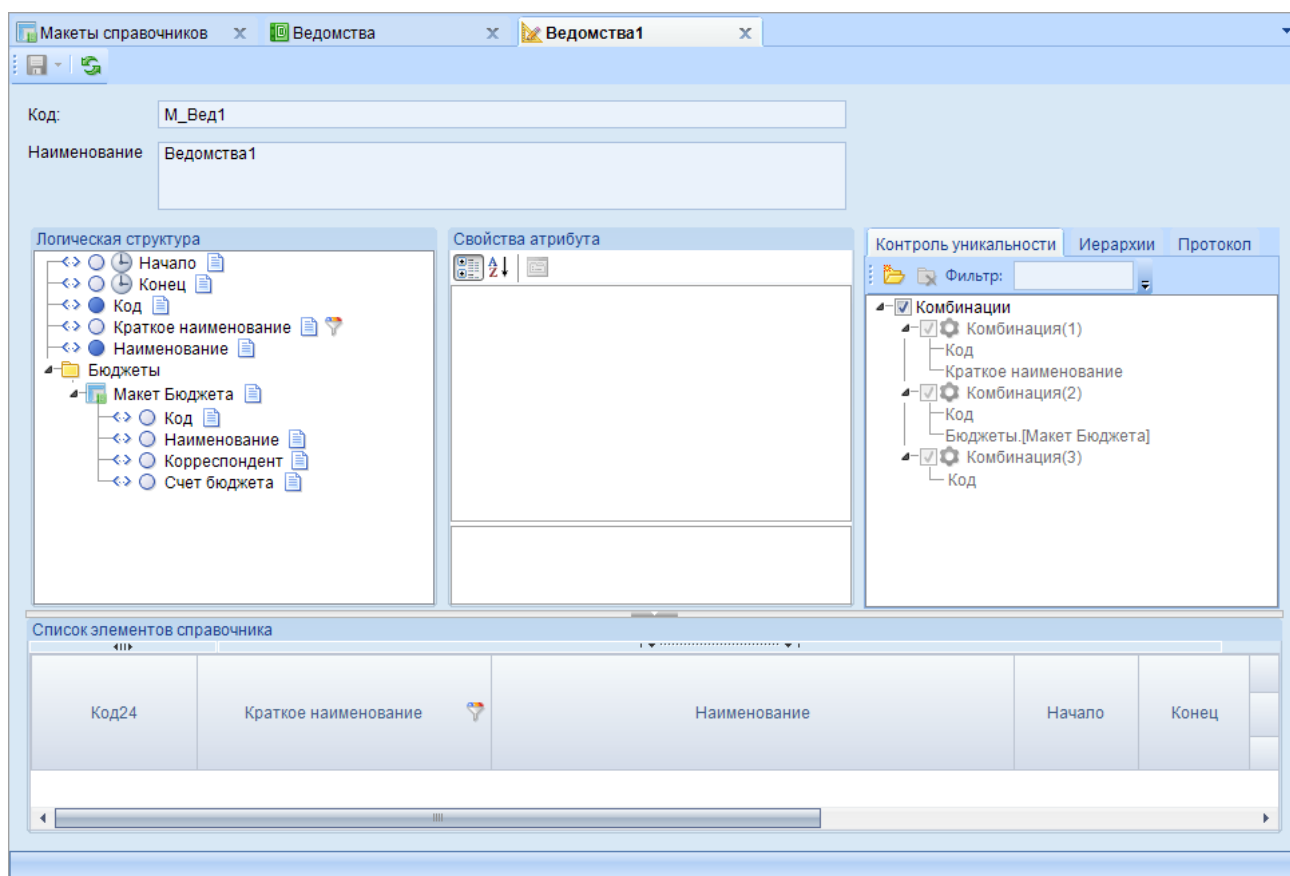 Макеты справочников x Ведомства x Ведомства1 x
Код: М_Вед1
Наименование Ведомства1
Логическая структура
Начало
Конец
Код
Краткое наименование
Наименование
Бюджеты
Макет Бюджета
Код
Наименование
Корреспондент
Счет бюджета
Свойства атрибута
Контроль уникальности Иерархии Протокол
Фильтр:
Комбинации
Комбинация(1)
Код
Краткое наименование
Комбинация(2)
Код
Бюджеты.[Макет Бюджета]
Комбинация(3)
Код
Список элементов справочника
Код24 Краткое наименование Наименование Начало Конец